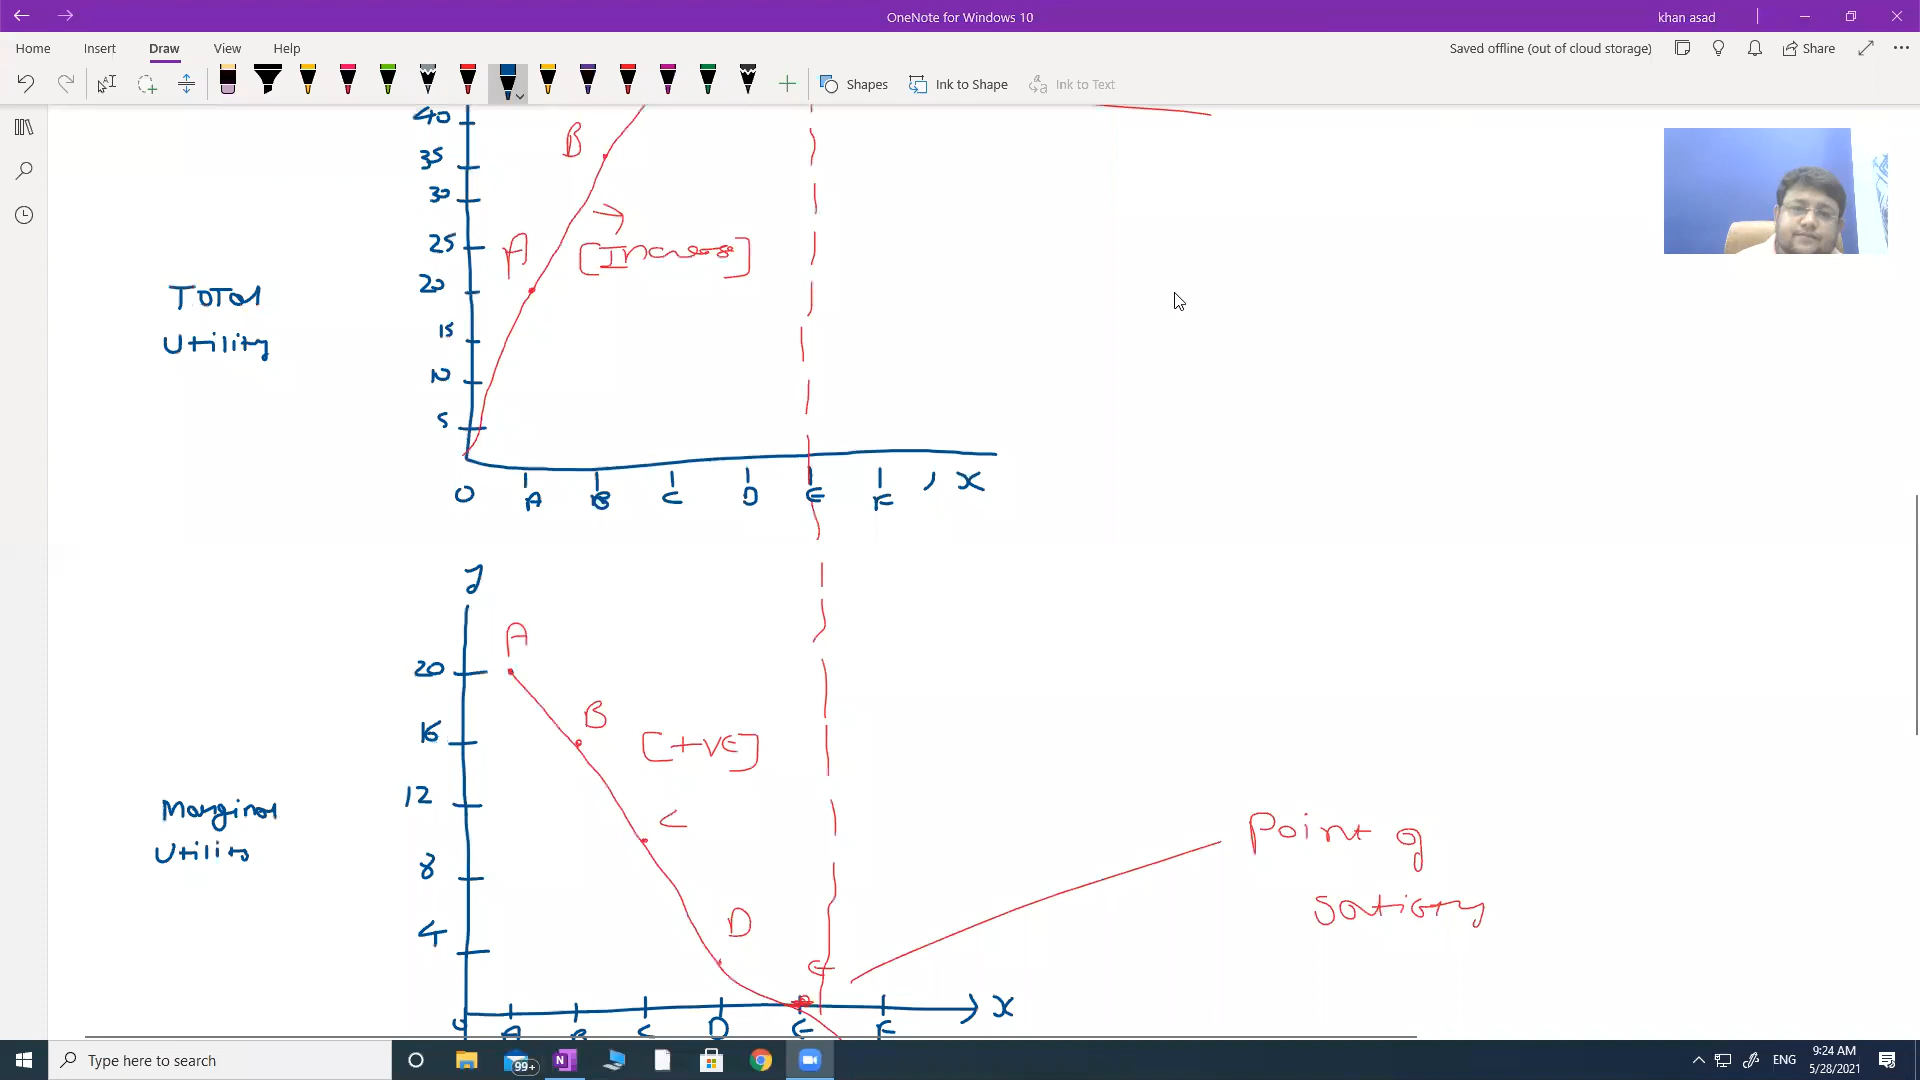 OneNote for Windows 10
khan asad
Home Insert Draw View Help
Saved offline (out of cloud storage)
Share
Shapes
Ink to Shape
Ink to Text
40
B
35
30
25
A
[Increase]
20
Total
Utility
15
10
5
O A B C D E F , X
y
A
20
B
16
[+VE]
12
C
Marginal
Utility
8
Point of
Satiety
D
4
E
X
A B C D E F
Type here to search
99+
ENG
9:24 AM
5/28/2021